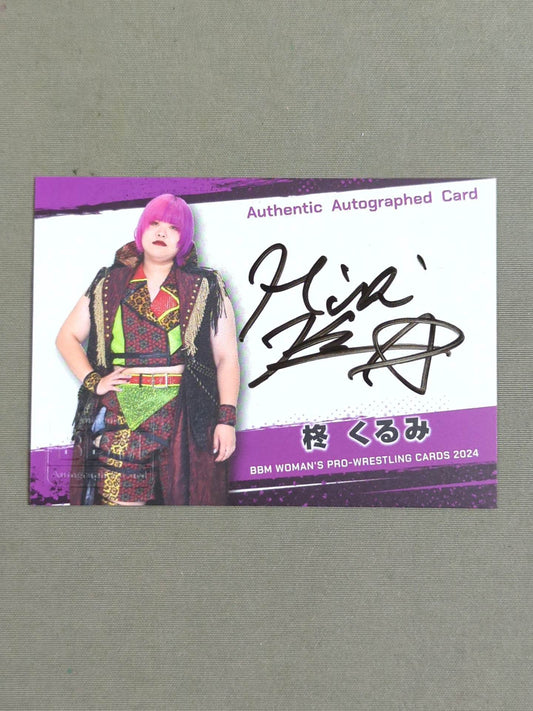 Authentic Autographed Card
柊 くるみ
BBM WOMAN'S PRO-WRESTLING CARDS 2024